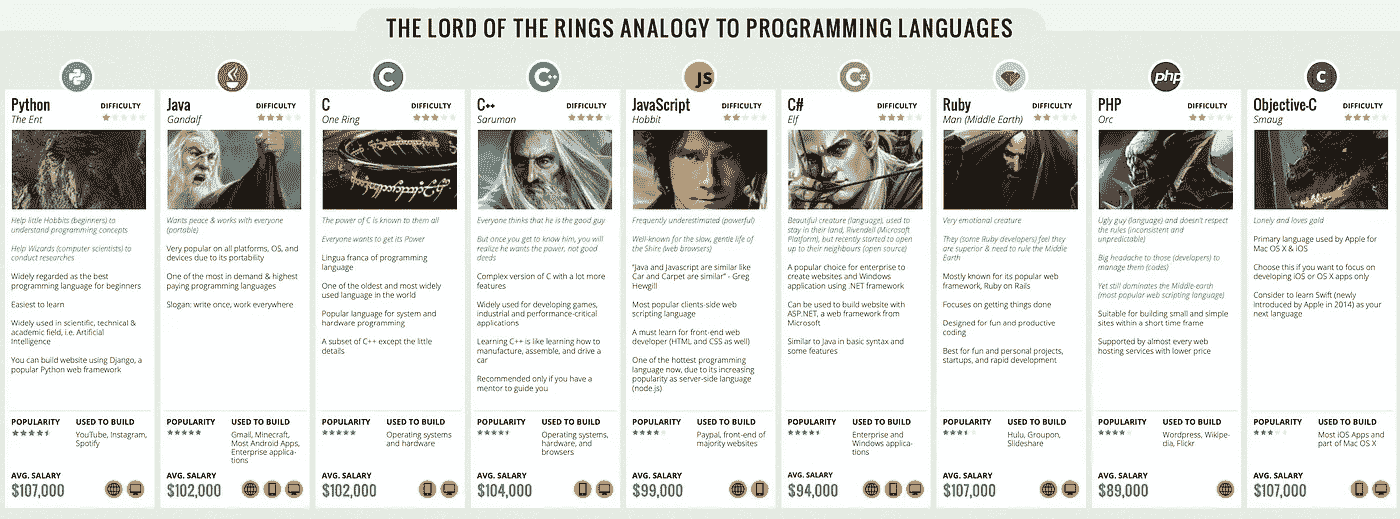 THE LORD OF THE RINGS ANALOGY TO PROGRAMMING LANGUAGES
Python
The Ent
DIFFICULTY
Help little Hobbits (beginners) to
understand programming concepts
Help Wizards (computer scientists) to
conduct researches
Widely regarded as the best
programming language for beginners
Easiest to learn
Widely used in scientific, technical &
academic field, i.e. Artificial
Intelligence
You can build website using Django, a
popular Python web framework
POPULARITY
USED TO BUILD
YouTube, Instagram,
Spotify
AVG. SALARY
$107,000
Java
Gandalf
DIFFICULTY
Wants peace & works with everyone
(portable)
Very popular on all platforms, OS, and
devices due to its portability
One of the most in demand & highest
paying programming languages
Slogan: write once, work everywhere
POPULARITY
USED TO BUILD
Gmail, Minecraft,
Most Android Apps,
Enterprise applica-
tions
AVG. SALARY
$102,000
C
C
One Ring
DIFFICULTY
The power of C is known to them all
Everyone wants to get its Power
Lingua franca of programming
language
One of the oldest and most widely
used language in the world
Popular language for system and
hardware programming
A subset of C++ except the little
details
POPULARITY
USED TO BUILD
Operating systems
and hardware
AVG. SALARY
$102,000
C++
C++
Saruman
DIFFICULTY
Everyone thinks that he is the good guy
But once you get to know him, you will
realize he wants the power, not good
deeds
Complex version of C with a lot more
features
Widely used for developing games,
industrial and performance-critical
applications
Learning C++ is like learning how to
manufacture, assemble, and drive a
car
Recommended only if you have a
mentor to guide you
POPULARITY
USED TO BUILD
Operating systems,
hardware, and
browsers
AVG. SALARY
$104,000
JS
JavaScript
Hobbit
DIFFICULTY
Frequently underestimated (powerful)
Well-known for the slow, gentle life of
the Shire (web browsers)
"Java and Javascript are similar like
Car and Carpet are similar" - Greg
Hewgill
Most popular clients-side web
scripting language
A must learn for front-end web
developer (HTML and CSS as well)
One of the hottest programming
language now, due to its increasing
popularity as server-side language
(node.js)
POPULARITY
USED TO BUILD
Paypal, front-end of
majority websites
AVG. SALARY
$99,000
C#
C#
Elf
DIFFICULTY
Beautiful creature (language), used to
stay in their land, Rivendell (Microsoft
Platform), but recently started to open
up to their neighbours (open source)
A popular choice for enterprise to
create websites and Windows
application using .NET framework
Can be used to build website with
ASP.NET, a web framework from
Microsoft
Similar to Java in basic syntax and
some features
POPULARITY
USED TO BUILD
Enterprise and
Windows applica-
tions
AVG. SALARY
$94,000
Ruby
Man (Middle Earth)
DIFFICULTY
Very emotional creature
They (some Ruby developers) feel they
are superior & need to rule the Middle
Earth
Mostly known for its popular web
framework, Ruby on Rails
Focuses on getting things done
Designed for fun and productive
coding
Best for fun and personal projects,
startups, and rapid development
POPULARITY
USED TO BUILD
Hulu, Groupon,
Slideshare
AVG. SALARY
$107,000
php
PHP
Orc
DIFFICULTY
Ugly guy (language) and doesn't respect
the rules (inconsistent and
unpredictable)
Big headache to those (developers) to
manage them (codes)
Yet still dominates the Middle-earth
(most popular web scripting language)
Suitable for building small and simple
sites within a short time frame
Supported by almost every web
hosting services with lower price
POPULARITY
USED TO BUILD
Wordpress, Wikipe-
dia, Flickr
AVG. SALARY
$89,000
C
Objective-C
Smaug
DIFFICULTY
Lonely and loves gold
Primary language used by Apple for
Mac OS X & iOS
Choose this if you want to focus on
developing iOS or OS X apps only
Consider to learn Swift (newly
introduced by Apple in 2014) as your
next language
POPULARITY
USED TO BUILD
Most iOS Apps and
part of Mac OS X
AVG. SALARY
$107,000